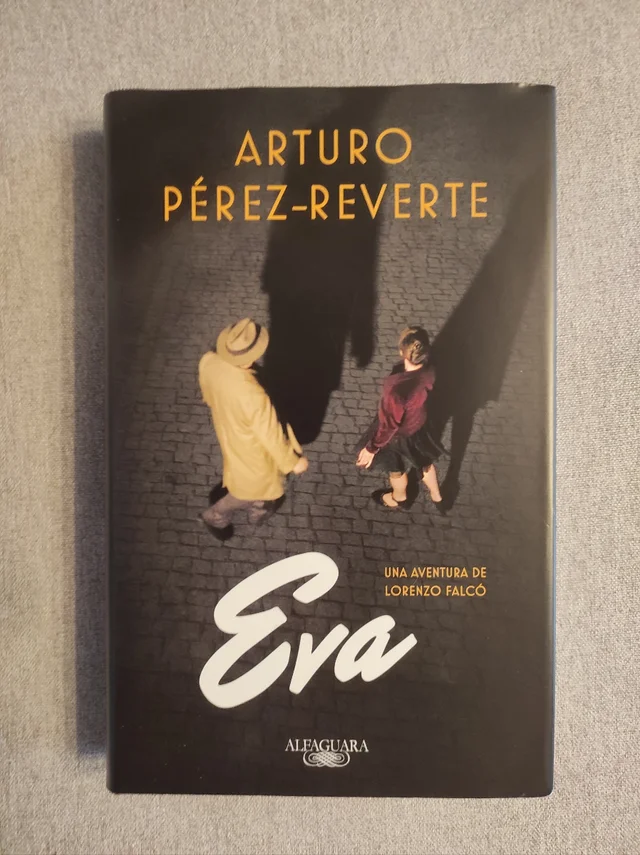 ARTURO
PÉREZ-REVERTE
UNA AVENTURA DE
LORENZO FALCÓ
Eva
ALFAGUARA